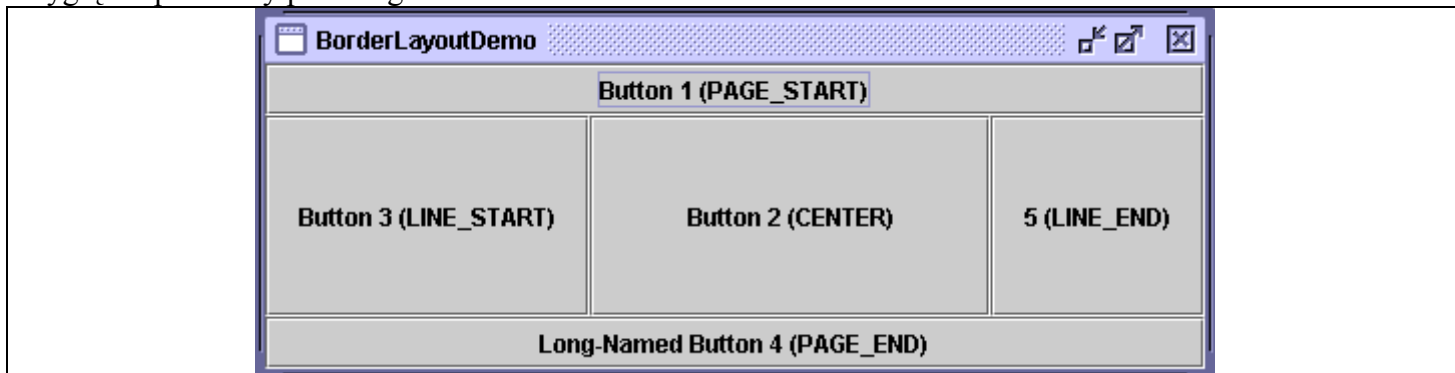 BorderLayoutDemo
Button 1 (PAGE_START)
Button 3 (LINE_START)
Button 2 (CENTER)
5 (LINE_END)
Long-Named Button 4 (PAGE_END)